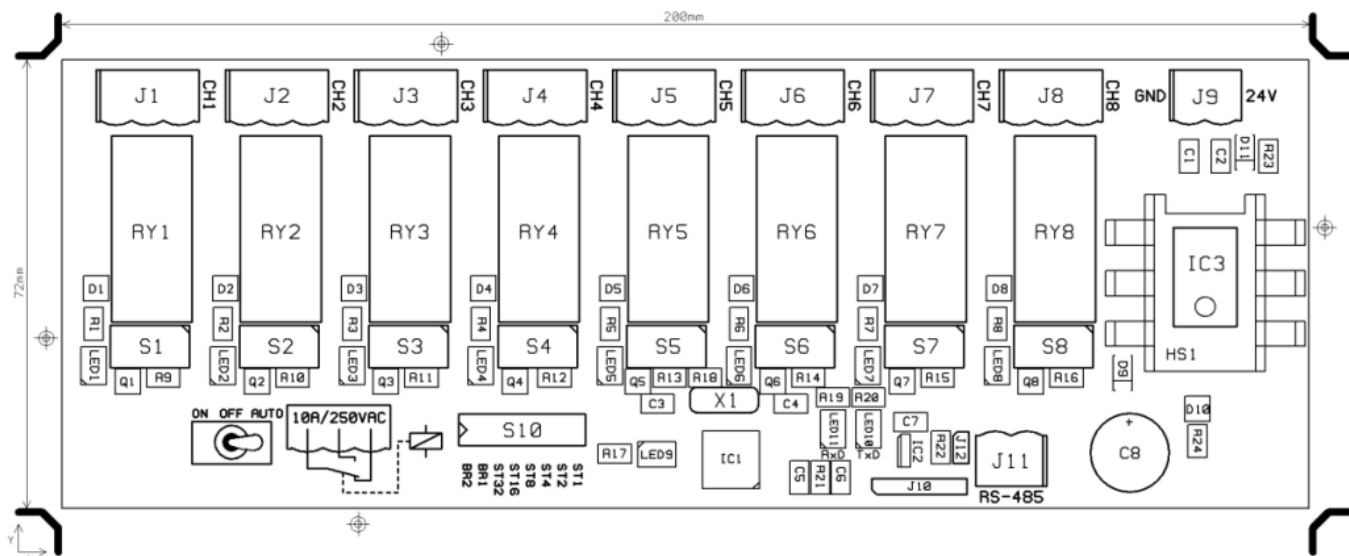 200mm
72mm
J1 CH1 J2 CH2 J3 CH3 J4 CH4 J5 CH5 J6 CH6 J7 CH7 J8 CH8 GND J9 24V
C1 C2 D11 R23
RY1 RY2 RY3 RY4 RY5 RY6 RY7 RY8 IC3
D1 D2 D3 D4 D5 D6 D7 D8
R1 R2 R3 R4 R5 R6 R7 R8
S1 S2 S3 S4 S5 S6 S7 S8 HS1
LED1 LED2 LED3 LED4 LED5 LED6 LED7 LED8 D9
Q1 R9 Q2 R10 Q3 R11 Q4 R12 Q5 R13 R18 Q6 R14 Q7 R15 Q8 R16
C3 X1 C4 R19 R20 D10
ON OFF AUTO 10A/250VAC
S10
R17 LED9 IC1 LED11 LED10 C7 IC2 R22 J12 J11 C8 R24
RxD TxD
BR2 BR1 ST32 ST16 ST8 ST4 ST2 ST1
C5 R21 C6 J10 RS-485
+
Y